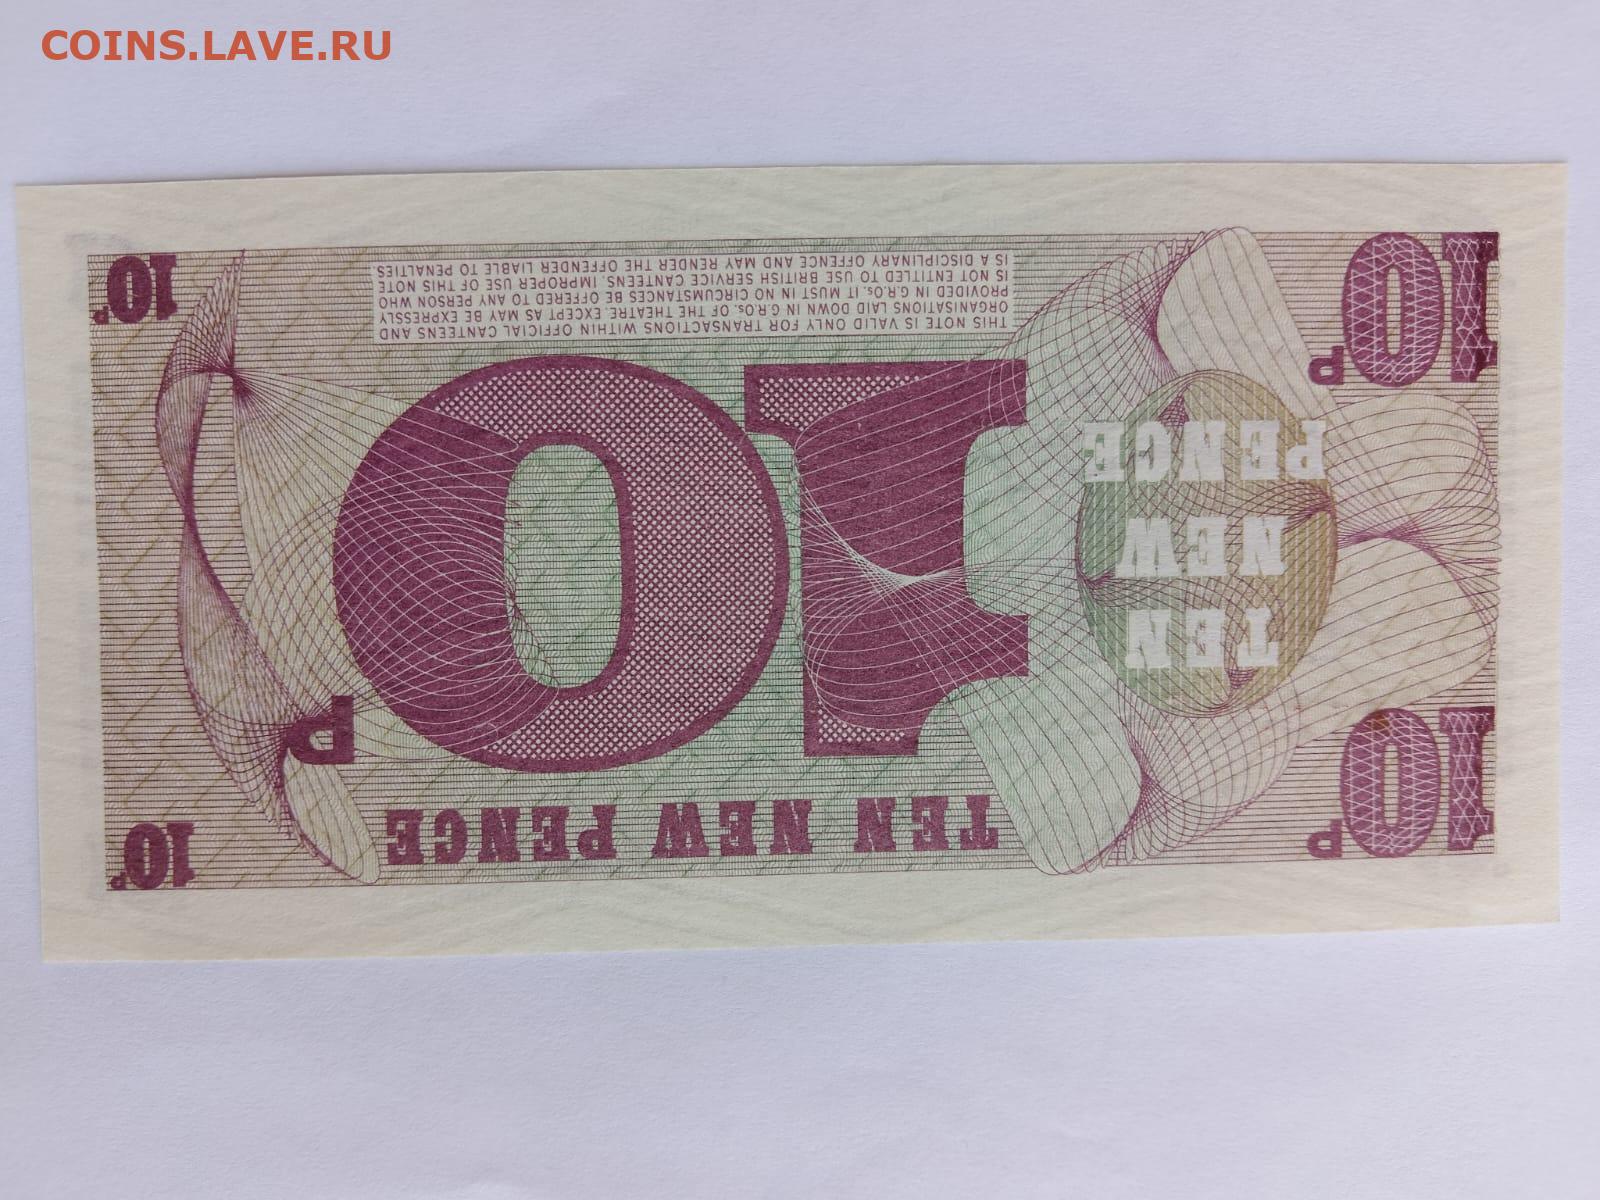 COINS.LAVE.RU
10P
TEN NEW PENCE
10P
TEN
NEW
PENCE
10 P
10P
THIS NOTE IS VALID ONLY FOR TRANSACTIONS WITHIN OFFICIAL CANTEENS AND
ORGANISATIONS LAID DOWN IN G.R.Os. OF THE THEATRE. EXCEPT AS MAY BE EXPRESSLY
PROVIDED IN G.R.Os. IT MUST IN NO CIRCUMSTANCES BE OFFERED TO ANY PERSON WHO
IS NOT ENTITLED TO USE BRITISH SERVICE CANTEENS. IMPROPER USE OF THIS NOTE
IS A DISCIPLINARY OFFENCE AND MAY RENDER THE OFFENDER LIABLE TO PENALTIES.
10P